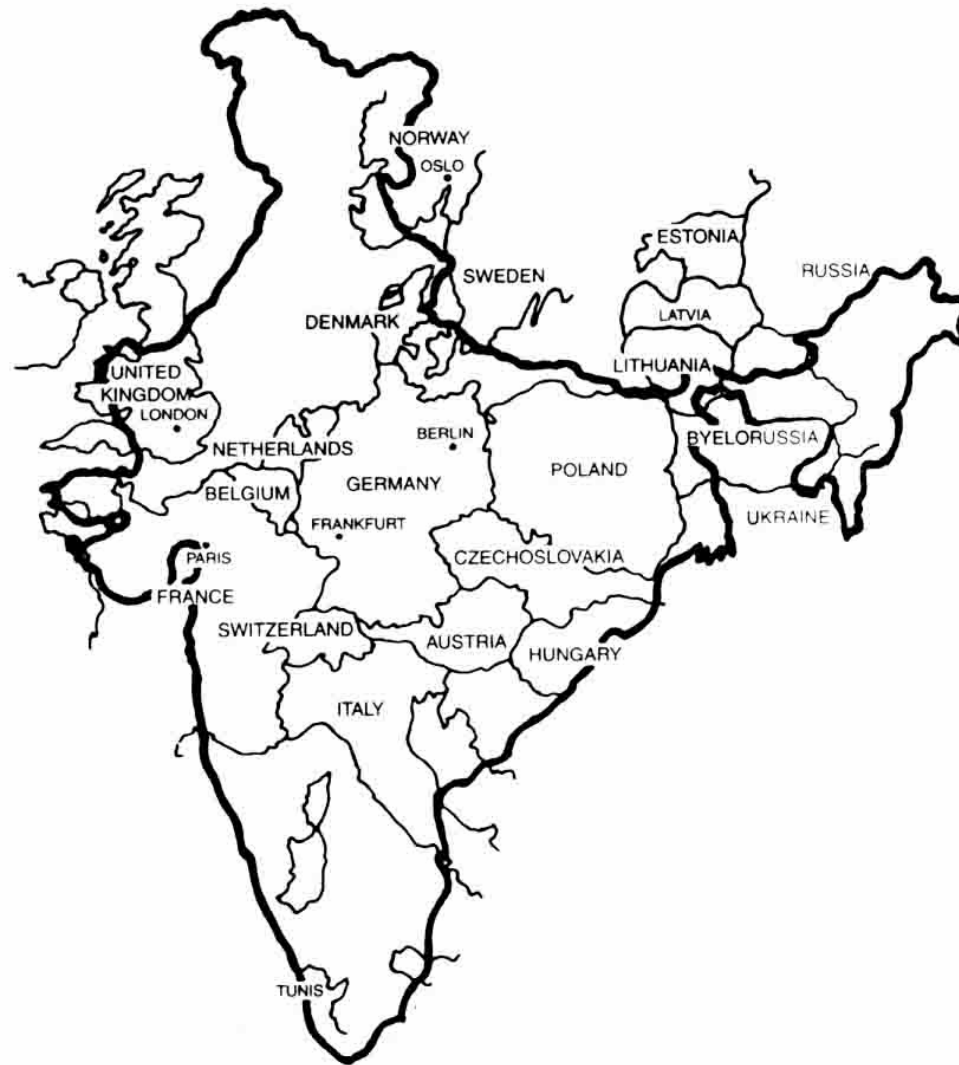 NORWAY
OSLO
ESTONIA
RUSSIA
SWEDEN
LATVIA
DENMARK
LITHUANIA
UNITED
KINGDOM
LONDON
BERLIN
BYELORUSSIA
NETHERLANDS
POLAND
GERMANY
BELGIUM
UKRAINE
FRANKFURT
CZECHOSLOVAKIA
PARIS
FRANCE
SWITZERLAND
AUSTRIA
HUNGARY
ITALY
TUNIS